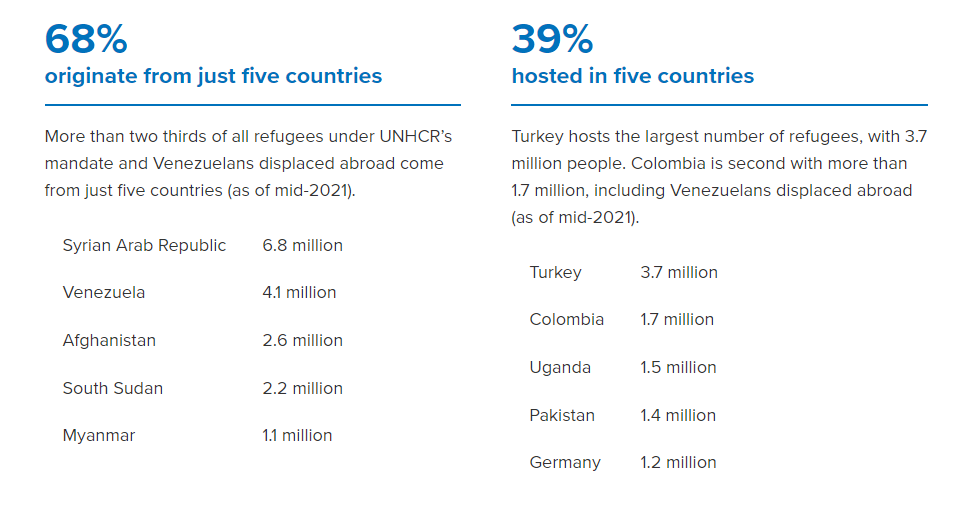 68%
originate from just five countries
More than two thirds of all refugees under UNHCR's
mandate and Venezuelans displaced abroad come
from just five countries (as of mid-2021).
Syrian Arab Republic 6.8 million
Venezuela 4.1 million
Afghanistan 2.6 million
South Sudan 2.2 million
Myanmar 1.1 million
39%
hosted in five countries
Turkey hosts the largest number of refugees, with 3.7
million people. Colombia is second with more than
1.7 million, including Venezuelans displaced abroad
(as of mid-2021).
Turkey 3.7 million
Colombia 1.7 million
Uganda 1.5 million
Pakistan 1.4 million
Germany 1.2 million